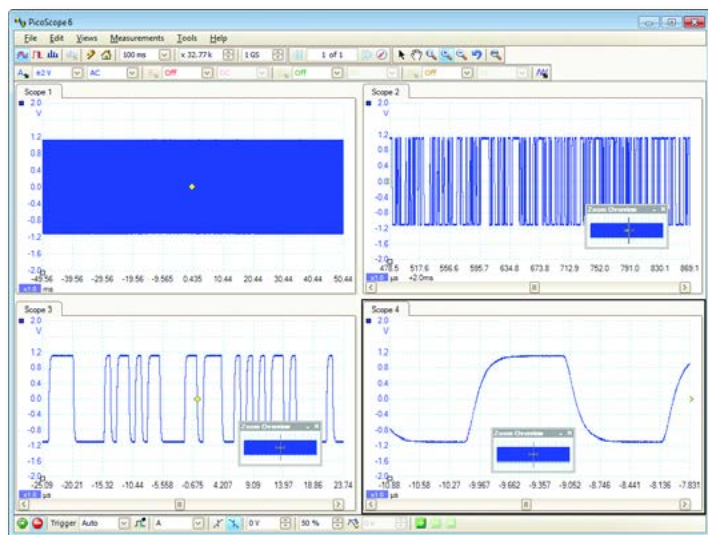 PicoScope 6
File Edit Views Measurements Tools Help
100 ms x 32.77 k 1 GS 1 of 1
A ±2 V AC Off DC Off Off
Scope 1
2.0
V
1.2
0.8
0.4
0.0
-0.4
-0.8
-1.2
-2.0
-49.56 -39.56 -29.56 -19.56 -9.565 0.435 10.44 20.44 30.44 40.44 50.44
x1.0 ms
Scope 2
2.0
V
1.2
0.8
0.4
0.0
-0.4
-0.8
-1.2
-1.6
-2.0
Zoom Overview
478.5 517.6 556.6 595.7 634.8 673.8 712.9 752.0 791.0 830.1 869.1
x1.0 µs +2.0ms
Scope 3
2.0
V
1.2
0.8
0.4
0.0
-0.4
-0.8
-1.2
-1.6
-2.0
Zoom Overview
-25.09 -20.21 -15.32 -10.44 -5.558 -0.675 4.207 9.09 13.97 18.86 23.74
x1.0 µs
Scope 4
2.0
V
1.2
0.8
0.4
0.0
-0.4
-0.8
-1.2
-1.6
-2.0
Zoom Overview
-10.88 -10.58 -10.27 -9.967 -9.662 -9.357 -9.052 -8.746 -8.441 -8.136 -7.831
x1.0 µs
Trigger Auto A 0 V 50 %